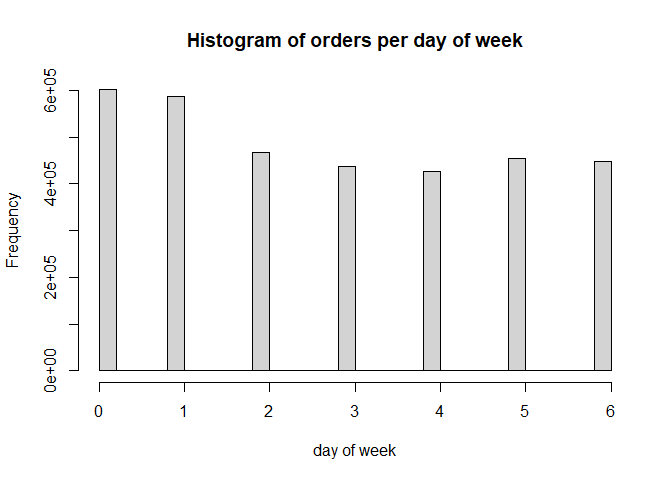 Histogram of orders per day of week
Frequency
6e+05
4e+05
2e+05
0e+00
0 1 2 3 4 5 6
day of week